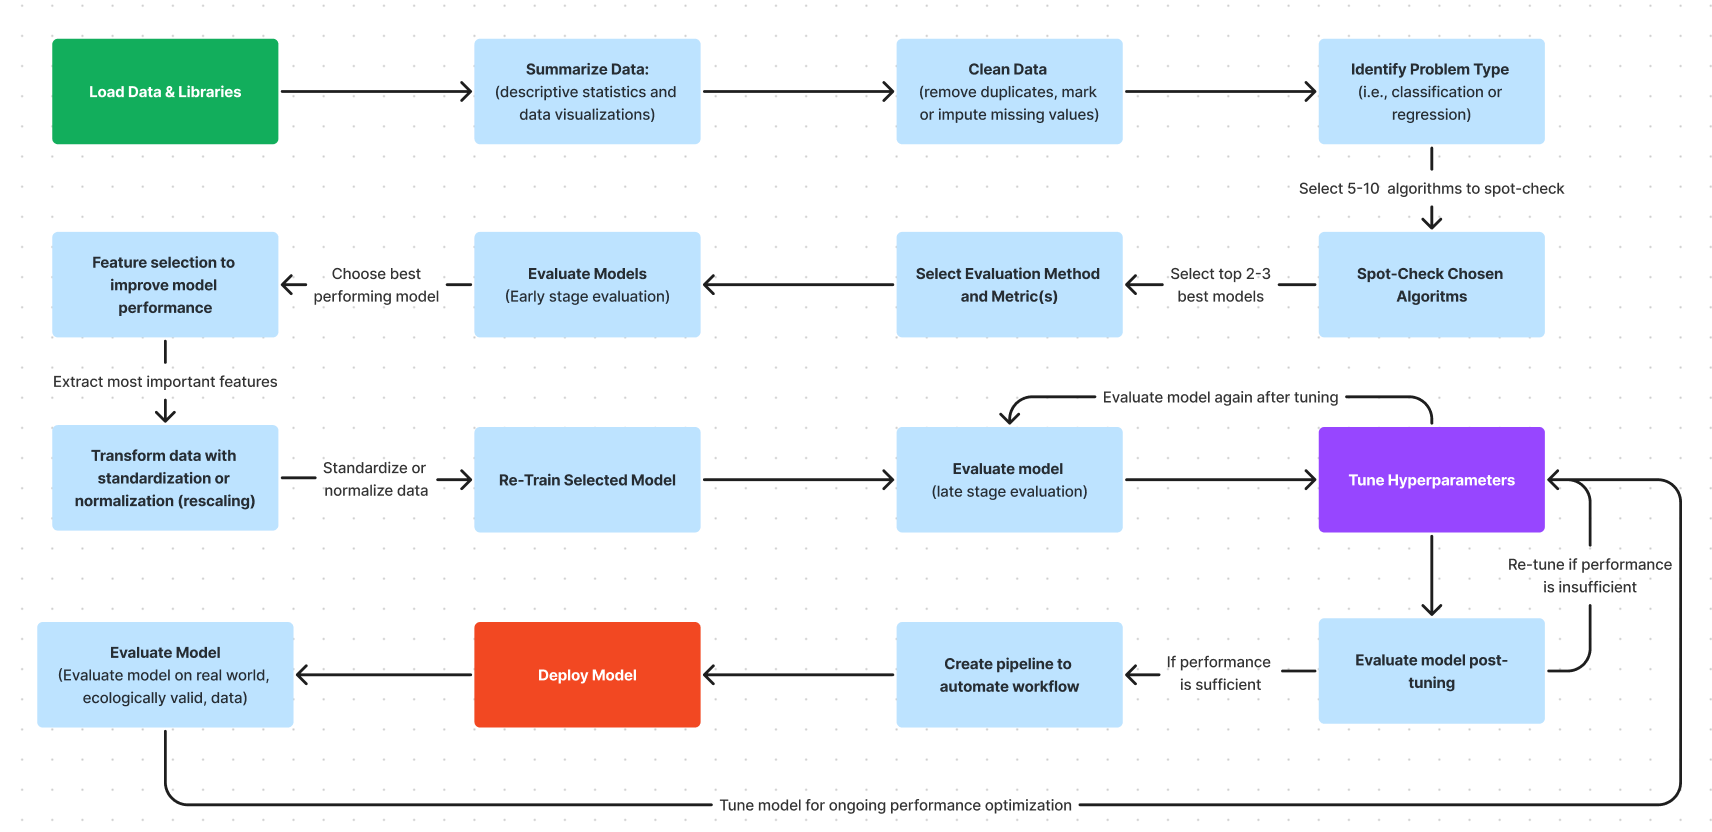 Load Data & Libraries
Summarize Data:
(descriptive statistics and
data visualizations)
Clean Data
(remove duplicates, mark
or impute missing values)
Identify Problem Type
(i.e., classification or
regression)
Select 5-10 algorithms to spot-check
Spot-Check Chosen
Algoritms
Select top 2-3
best models
Select Evaluation Method
and Metric(s)
Evaluate Models
(Early stage evaluation)
Choose best
performing model
Feature selection to
improve model
performance
Extract most important features
Transform data with
standardization or
normalization (rescaling)
Standardize or
normalize data
Re-Train Selected Model
Evaluate model
(late stage evaluation)
Evaluate model again after tuning
Tune Hyperparameters
Re-tune if performance
is insufficient
Evaluate model post-
tuning
If performance
is sufficient
Create pipeline to
automate workflow
Deploy Model
Evaluate Model
(Evaluate model on real world,
ecologically valid, data)
Tune model for ongoing performance optimization